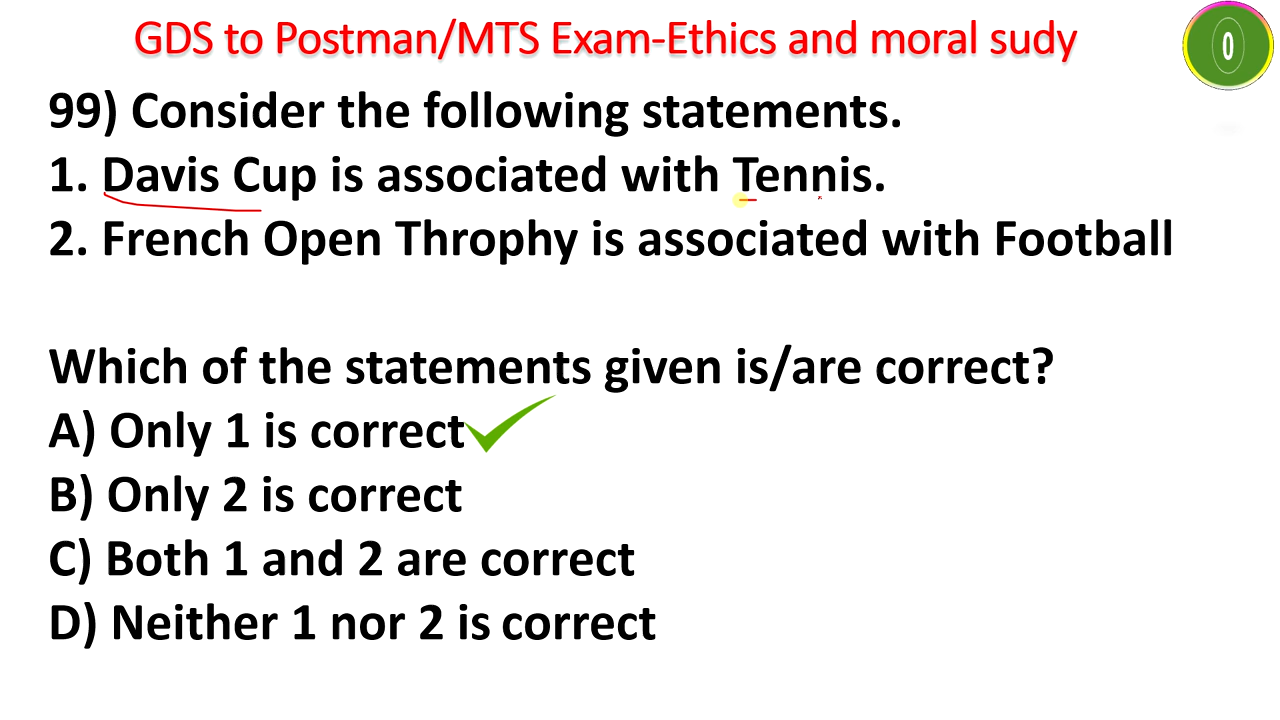 GDS to Postman/MTS Exam-Ethics and moral sudy
0
99) Consider the following statements.
1. Davis Cup is associated with Tennis.
2. French Open Throphy is associated with Football
Which of the statements given is/are correct?
A) Only 1 is correct
B) Only 2 is correct
C) Both 1 and 2 are correct
D) Neither 1 nor 2 is correct